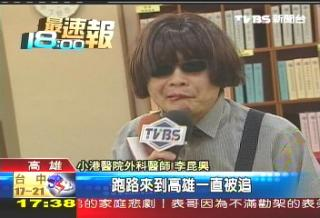 最速報
18:00
TVBS 新聞台
TVBS
高雄
小港醫院外科醫師 李昆興
跑路來到高雄一直被追
台中
17-21
17:38
的家庭悲劇！表哥因為不滿勸架的表